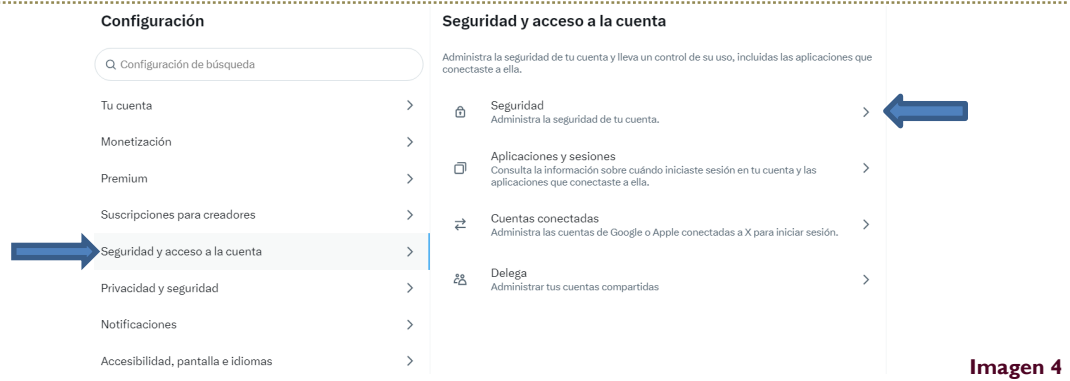 Configuración
Configuración de búsqueda
Tu cuenta
Monetización
Premium
Suscripciones para creadores
Seguridad y acceso a la cuenta
Privacidad y seguridad
Notificaciones
Accesibilidad, pantalla e idiomas
Seguridad y acceso a la cuenta
Administra la seguridad de tu cuenta y lleva un control de su uso, incluidas las aplicaciones que
conectaste a ella.
Seguridad
Administra la seguridad de tu cuenta.
Aplicaciones y sesiones
Consulta la información sobre cuándo iniciaste sesión en tu cuenta y las
aplicaciones que conectaste a ella.
Cuentas conectadas
Administra las cuentas de Google o Apple conectadas a X para iniciar sesión.
Delega
Administrar tus cuentas compartidas
Imagen 4